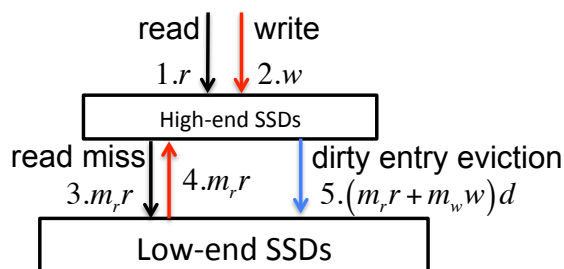 read write
1.r 2.w
High-end SSDs
read miss dirty entry eviction
3.mᵣr 4.mᵣr 5.(mᵣr + m_w w)d
Low-end SSDs